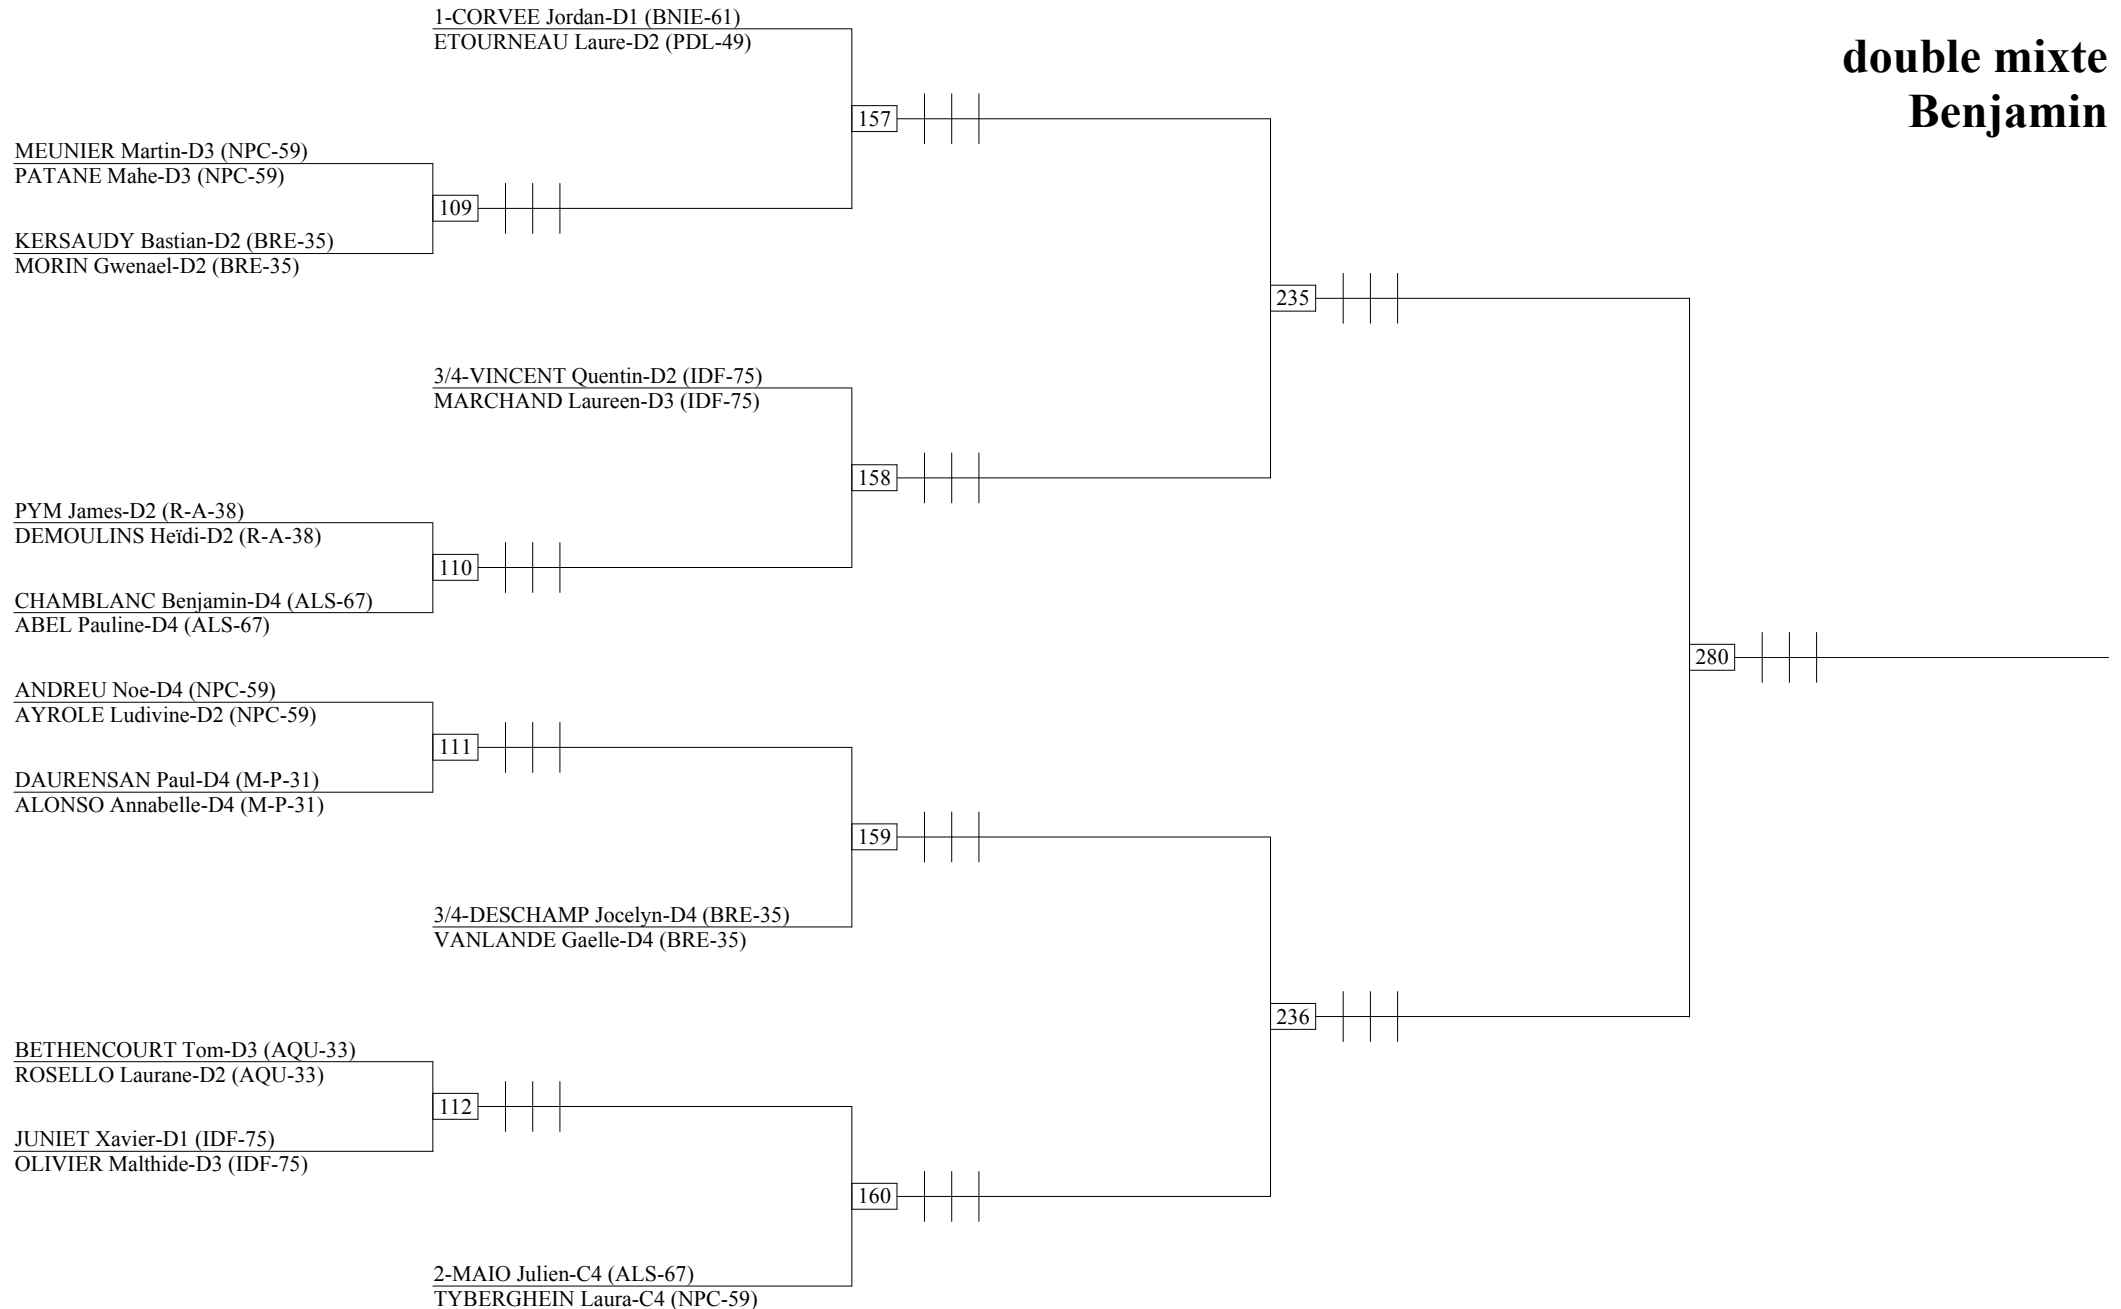 1-CORVEE Jordan-D1 (BNIE-61)
ETOURNEAU Laure-D2 (PDL-49)
double mixte
Benjamin
157
MEUNIER Martin-D3 (NPC-59)
PATANE Mahe-D3 (NPC-59)
109
KERSAUDY Bastian-D2 (BRE-35)
MORIN Gwenael-D2 (BRE-35)
235
3/4-VINCENT Quentin-D2 (IDF-75)
MARCHAND Laureen-D3 (IDF-75)
158
PYM James-D2 (R-A-38)
DEMOULINS Heïdi-D2 (R-A-38)
110
CHAMBLANC Benjamin-D4 (ALS-67)
ABEL Pauline-D4 (ALS-67)
280
ANDREU Noe-D4 (NPC-59)
AYROLE Ludivine-D2 (NPC-59)
111
DAURENSAN Paul-D4 (M-P-31)
ALONSO Annabelle-D4 (M-P-31)
159
3/4-DESCHAMP Jocelyn-D4 (BRE-35)
VANLANDE Gaelle-D4 (BRE-35)
236
BETHENCOURT Tom-D3 (AQU-33)
ROSELLO Laurane-D2 (AQU-33)
112
JUNIET Xavier-D1 (IDF-75)
OLIVIER Malthide-D3 (IDF-75)
160
2-MAIO Julien-C4 (ALS-67)
TYBERGHEIN Laura-C4 (NPC-59)